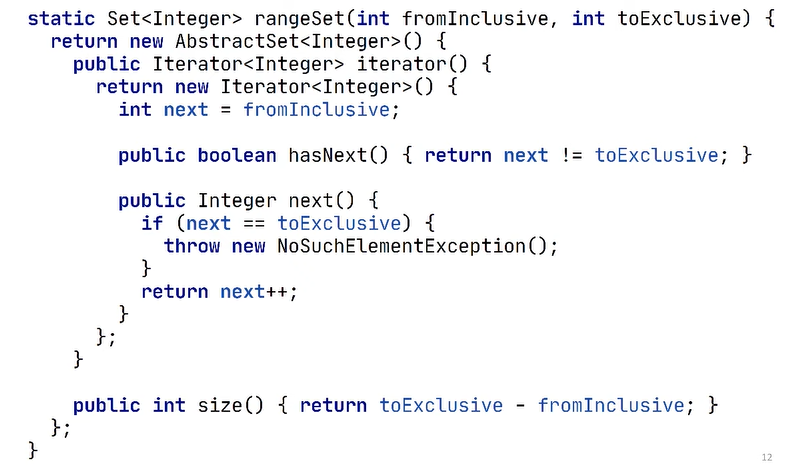 static Set<Integer> rangeSet(int fromInclusive, int toExclusive) {
  return new AbstractSet<Integer>() {
    public Iterator<Integer> iterator() {
      return new Iterator<Integer>() {
        int next = fromInclusive;

        public boolean hasNext() { return next != toExclusive; }

        public Integer next() {
          if (next == toExclusive) {
            throw new NoSuchElementException();
          }
          return next++;
        }
      };
    }

    public int size() { return toExclusive - fromInclusive; }
  };
}
12